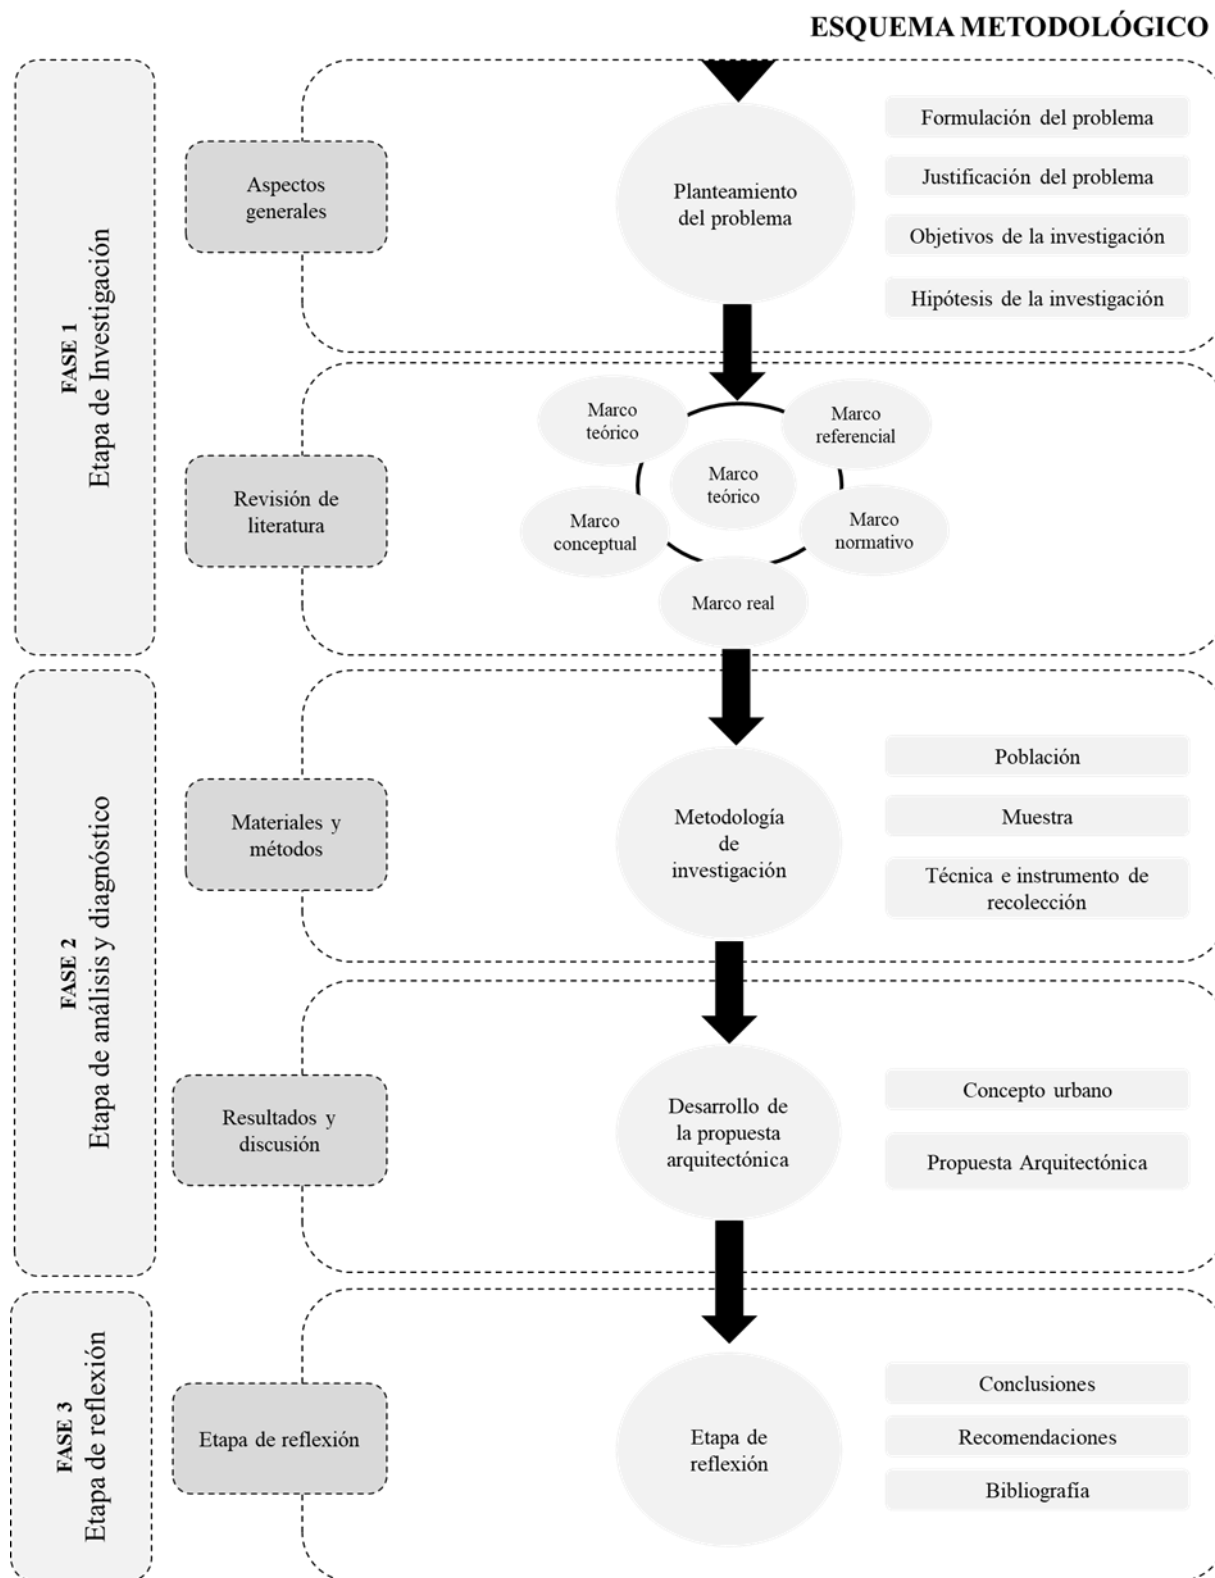 ESQUEMA METODOLÓGICO
FASE 1
Etapa de Investigación
Aspectos
generales
Planteamiento
del problema
Formulación del problema
Justificación del problema
Objetivos de la investigación
Hipótesis de la investigación
Revisión de
literatura
Marco
teórico
Marco
referencial
Marco
teórico
Marco
conceptual
Marco
normativo
Marco real
FASE 2
Etapa de análisis y diagnóstico
Materiales y
métodos
Metodología
de
investigación
Población
Muestra
Técnica e instrumento de
recolección
Resultados y
discusión
Desarrollo de
la propuesta
arquitectónica
Concepto urbano
Propuesta Arquitectónica
FASE 3
Etapa de reflexión
Etapa de reflexión
Etapa de
reflexión
Conclusiones
Recomendaciones
Bibliografía